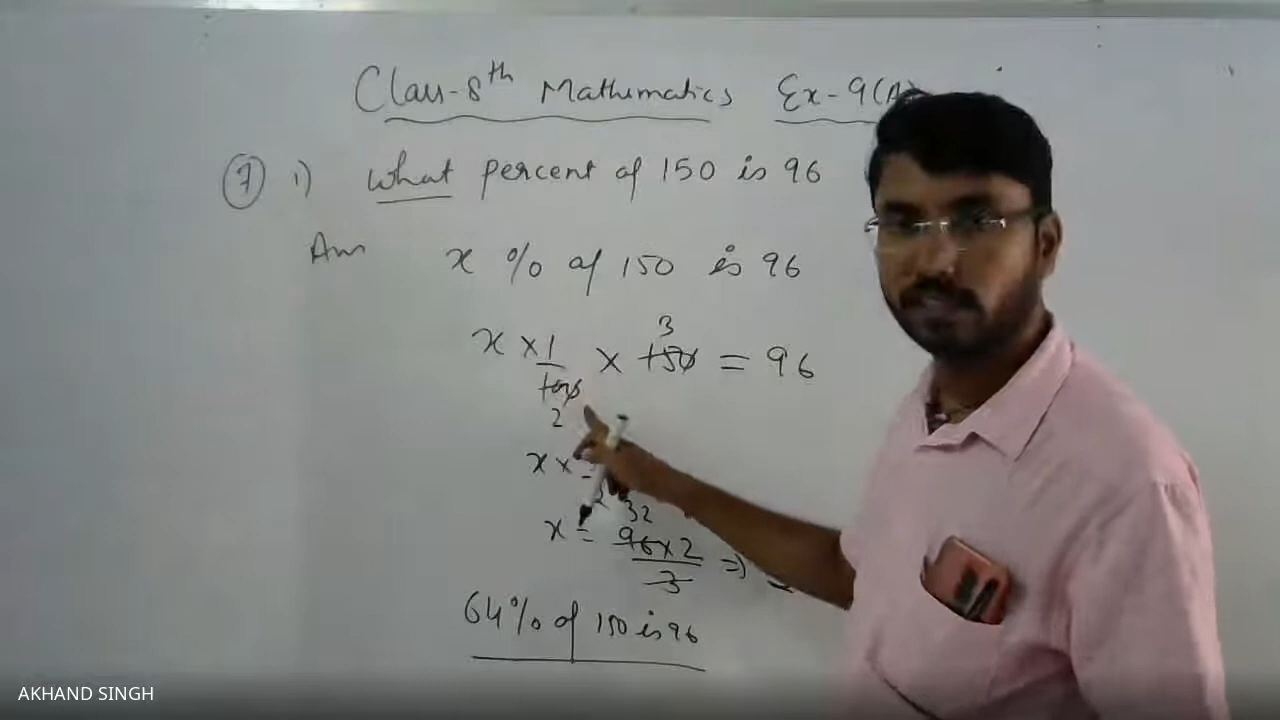 Class-8th Mathematics Ex-9(A)
7 i) What percent of 150 is 96
Ans x % of 150 is 96
3
x × 1 × 150 = 96
100
2
x ×
2 32
x = 96 × 2 =>
3
64% of 150 is 96
AKHAND SINGH